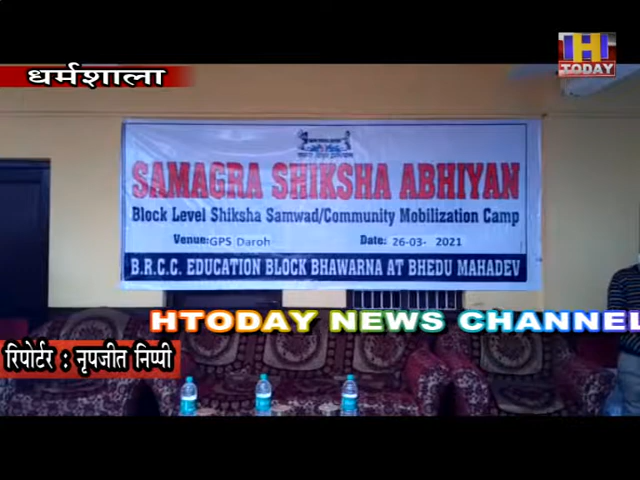 H
TODAY
धर्मशाला
SAMAGRA SHIKSHA ABHIYAN
Block Level Shiksha Samwad/Community Mobilization Camp
Venue:GPS Daroh Date: 26-03- 2021
B.R.C.C. EDUCATION BLOCK BHAWARNA AT BHEDU MAHADEV
HTODAY NEWS CHANNEL
रिपोर्टर : नृपजीत निप्पी